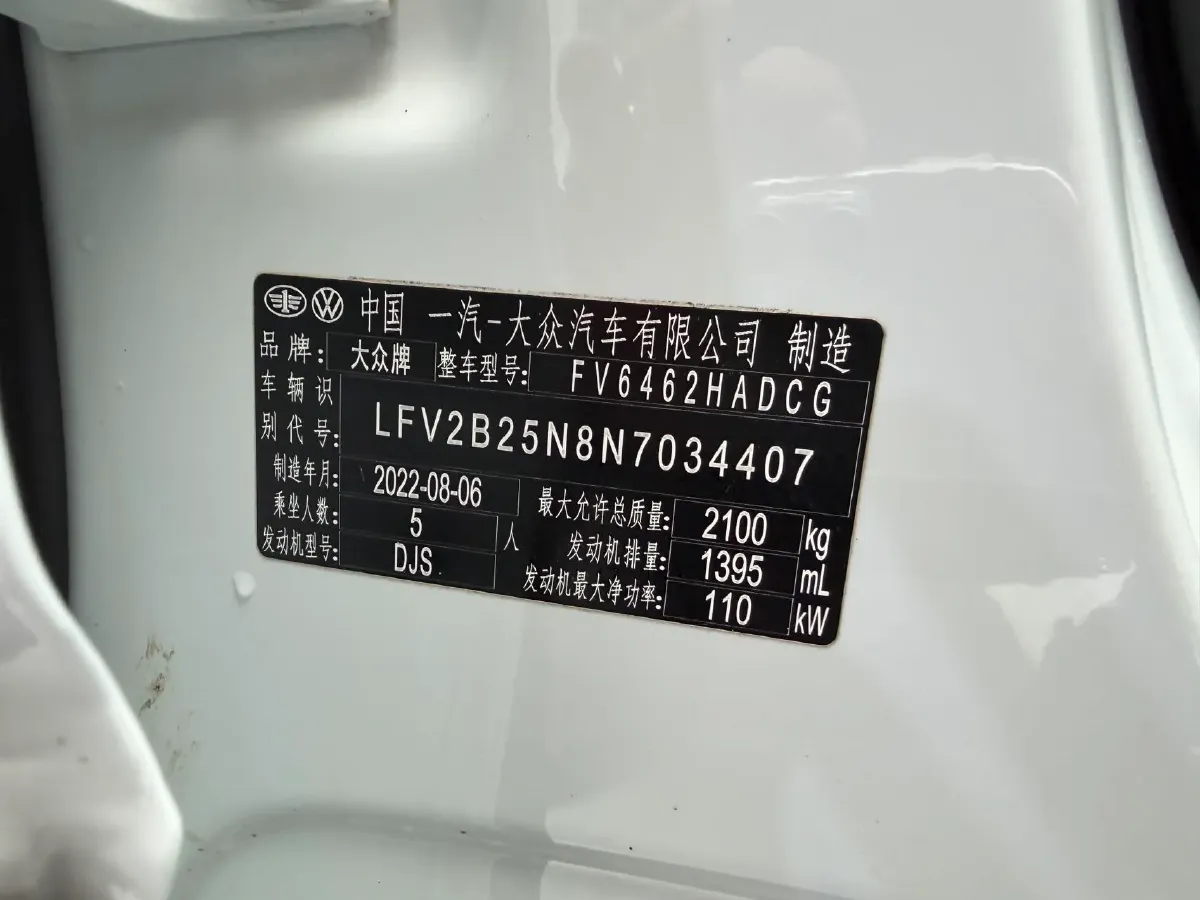 中国 一汽-大众汽车有限公司 制造
品牌: 大众牌 整车型号: FV6462HADCG
车辆识别代号: LFV2B25N8N7034407
制造年月: 2022-08-06 最大允许总质量: 2100 kg
乘坐人数: 5 人 发动机排量: 1395 mL
发动机型号: DJS 发动机最大净功率: 110 kW